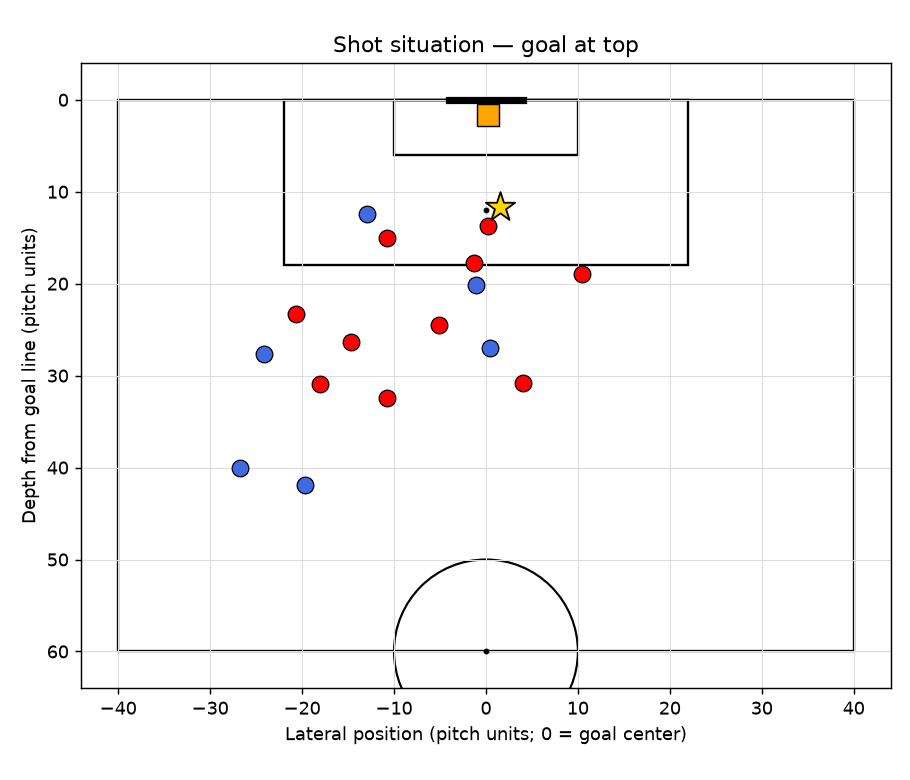 Shot situation — goal at top
0
10
20
30
40
50
60
Depth from goal line (pitch units)
−40 −30 −20 −10 0 10 20 30 40
Lateral position (pitch units; 0 = goal center)